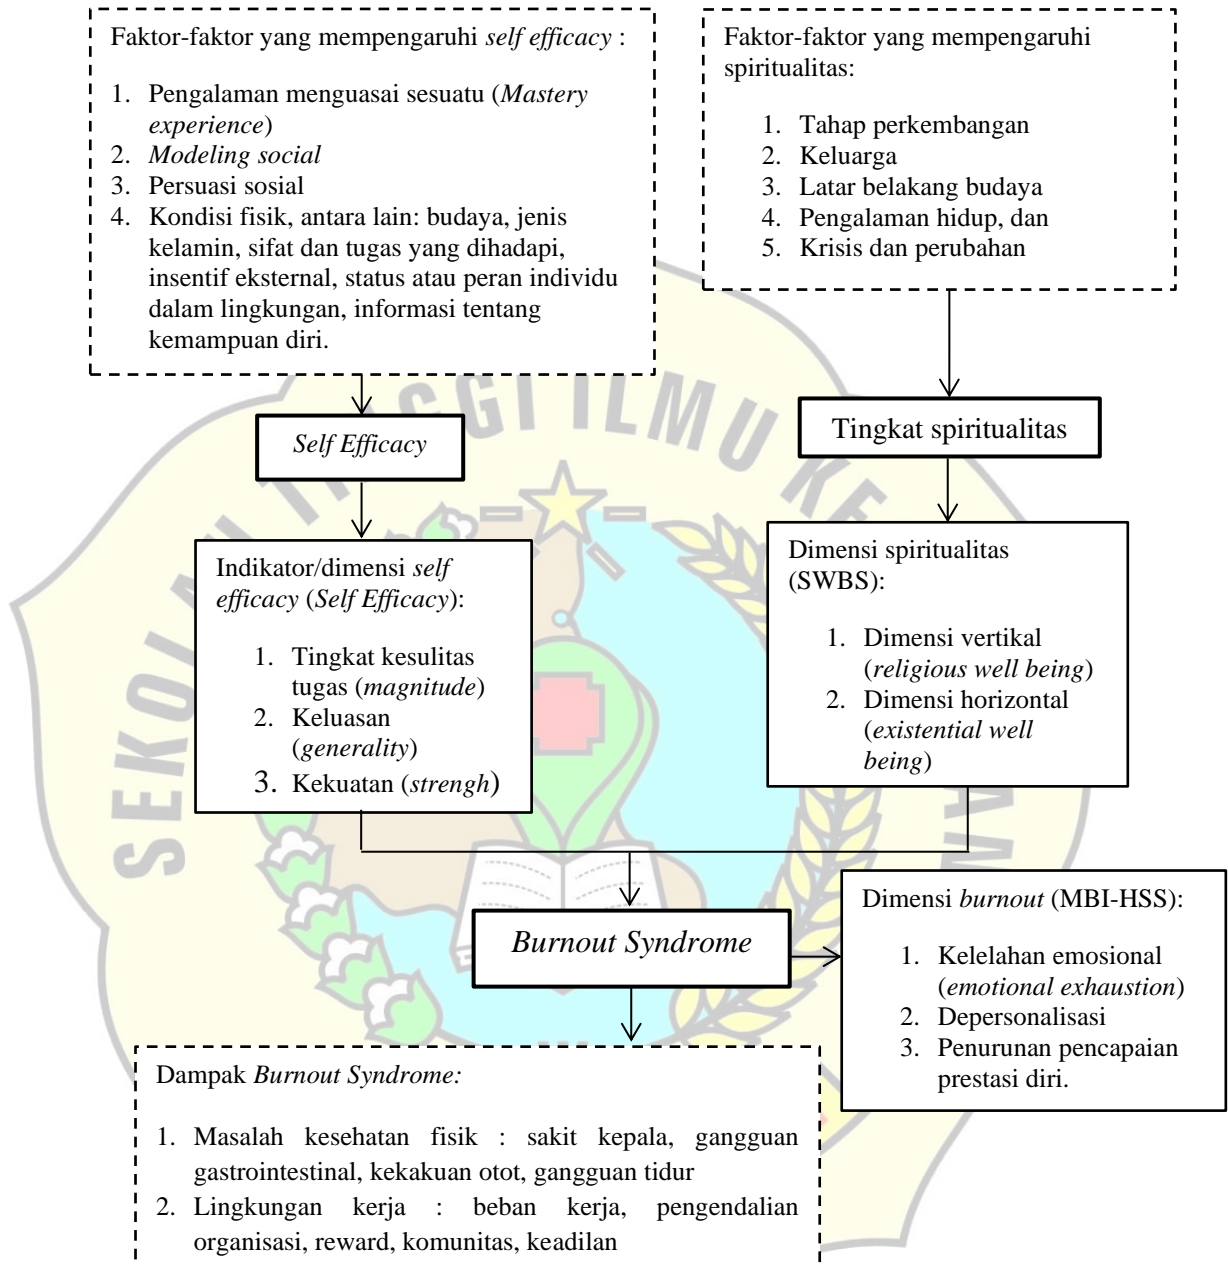 Faktor-faktor yang mempengaruhi self efficacy :
1. Pengalaman menguasai sesuatu (Mastery
experience)
2. Modeling social
3. Persuasi sosial
4. Kondisi fisik, antara lain: budaya, jenis
kelamin, sifat dan tugas yang dihadapi,
insentif eksternal, status atau peran individu
dalam lingkungan, informasi tentang
kemampuan diri.
Faktor-faktor yang mempengaruhi
spiritualitas:
1. Tahap perkembangan
2. Keluarga
3. Latar belakang budaya
4. Pengalaman hidup, dan
5. Krisis dan perubahan
Self Efficacy
Tingkat spiritualitas
Indikator/dimensi self
efficacy (Self Efficacy):
1. Tingkat kesulitas
tugas (magnitude)
2. Keluasan
(generality)
3. Kekuatan (strengh)
Dimensi spiritualitas
(SWBS):
1. Dimensi vertikal
(religious well being)
2. Dimensi horizontal
(existential well
being)
Burnout Syndrome
Dimensi burnout (MBI-HSS):
1. Kelelahan emosional
(emotional exhaustion)
2. Depersonalisasi
3. Penurunan pencapaian
prestasi diri.
Dampak Burnout Syndrome:
1. Masalah kesehatan fisik : sakit kepala, gangguan
gastrointestinal, kekakuan otot, gangguan tidur
2. Lingkungan kerja : beban kerja, pengendalian
organisasi, reward, komunitas, keadilan
SEKOLAH ILMU